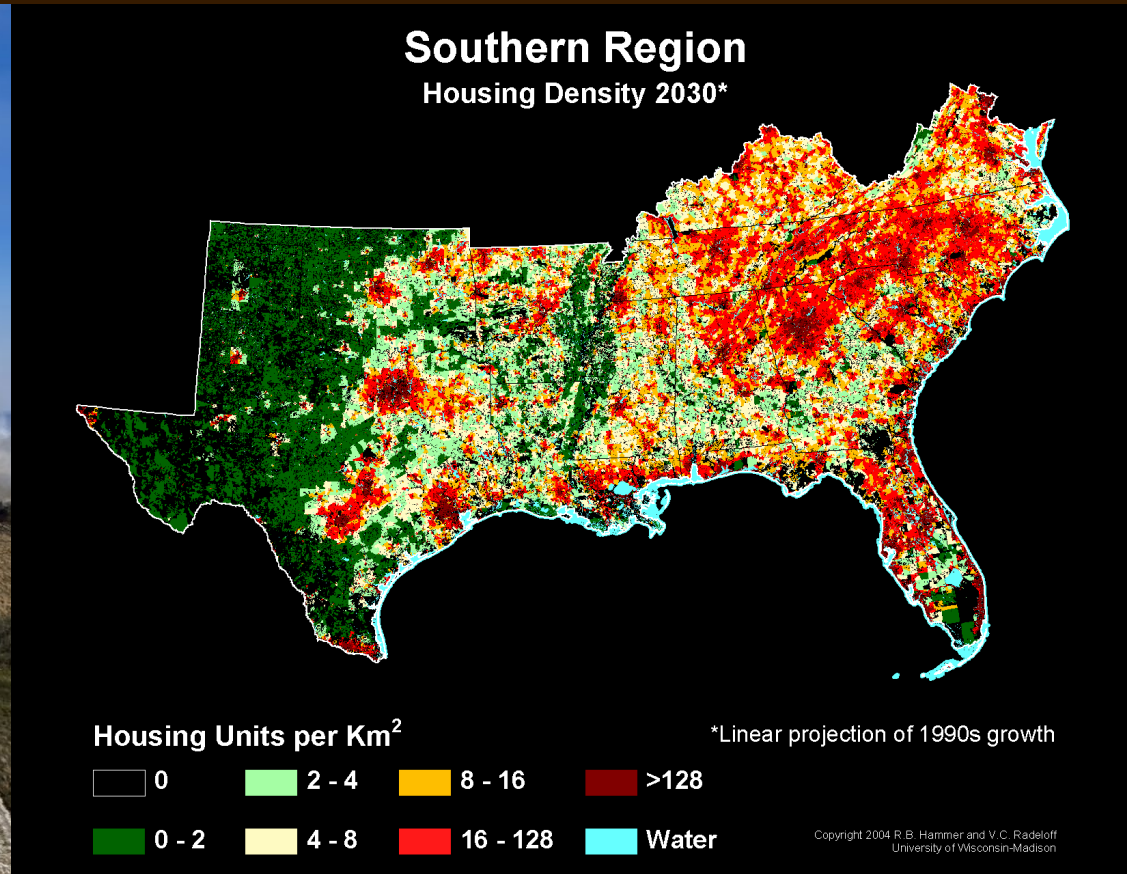 Southern Region
Housing Density 2030*
Housing Units per Km²
*Linear projection of 1990s growth
0
2 - 4
8 - 16
>128
0 - 2
4 - 8
16 - 128
Water
Copyright 2004 R.B. Hammer and V.C. Radeloff
University of Wisconsin-Madison